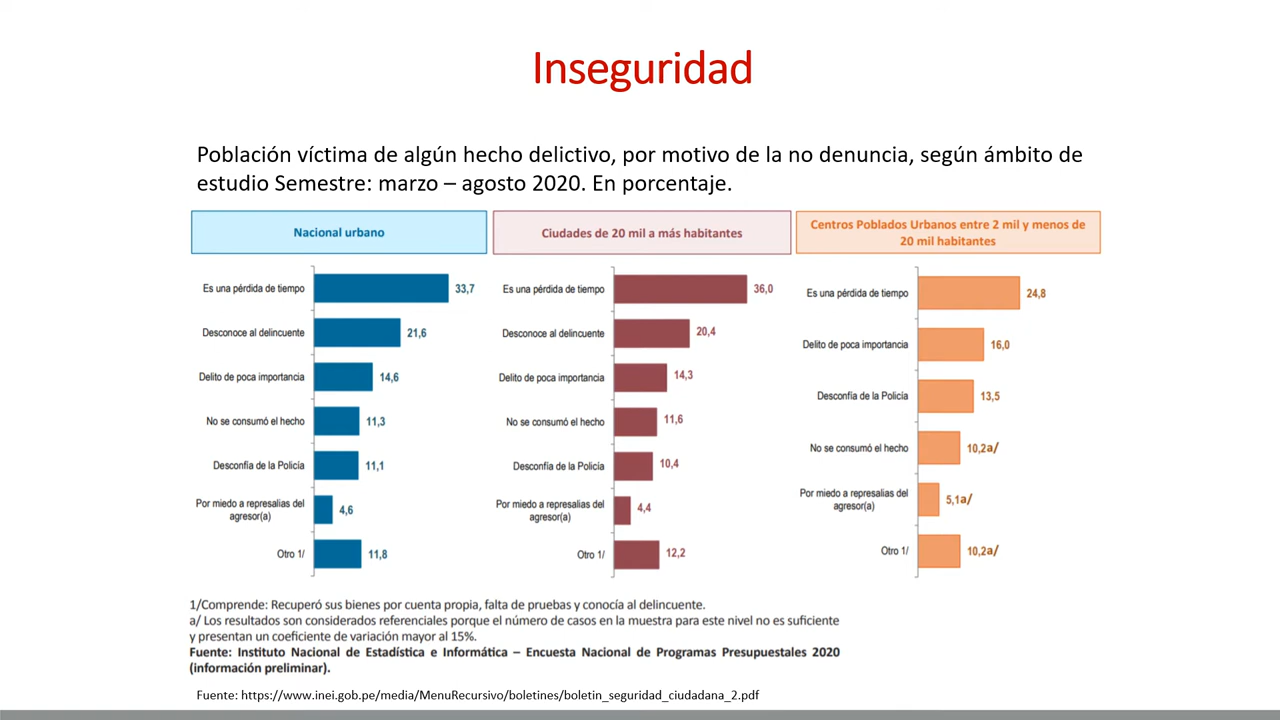 Inseguridad
Población víctima de algún hecho delictivo, por motivo de la no denuncia, según ámbito de
estudio Semestre: marzo – agosto 2020. En porcentaje.
Nacional urbano
Es una pérdida de tiempo 33,7
Desconoce al delincuente 21,6
Delito de poca importancia 14,6
No se consumó el hecho 11,3
Desconfía de la Policía 11,1
Por miedo a represalias del
agresor(a) 4,6
Otro 1/ 11,8
Ciudades de 20 mil a más habitantes
Es una pérdida de tiempo 36,0
Desconoce al delincuente 20,4
Delito de poca importancia 14,3
No se consumó el hecho 11,6
Desconfía de la Policía 10,4
Por miedo a represalias del
agresor(a) 4,4
Otro 1/ 12,2
Centros Poblados Urbanos entre 2 mil y menos de
20 mil habitantes
Es una pérdida de tiempo 24,8
Delito de poca importancia 16,0
Desconfía de la Policía 13,5
No se consumó el hecho 10,2a/
Por miedo a represalias del
agresor(a) 5,1a/
Otro 1/ 10,2a/
1/Comprende: Recuperó sus bienes por cuenta propia, falta de pruebas y conocía al delincuente.
a/ Los resultados son considerados referenciales porque el número de casos en la muestra para este nivel no es suficiente
y presentan un coeficiente de variación mayor al 15%.
Fuente: Instituto Nacional de Estadística e Informática – Encuesta Nacional de Programas Presupuestales 2020
(información preliminar).
Fuente: https://www.inei.gob.pe/media/MenuRecursivo/boletines/boletin_seguridad_ciudadana_2.pdf